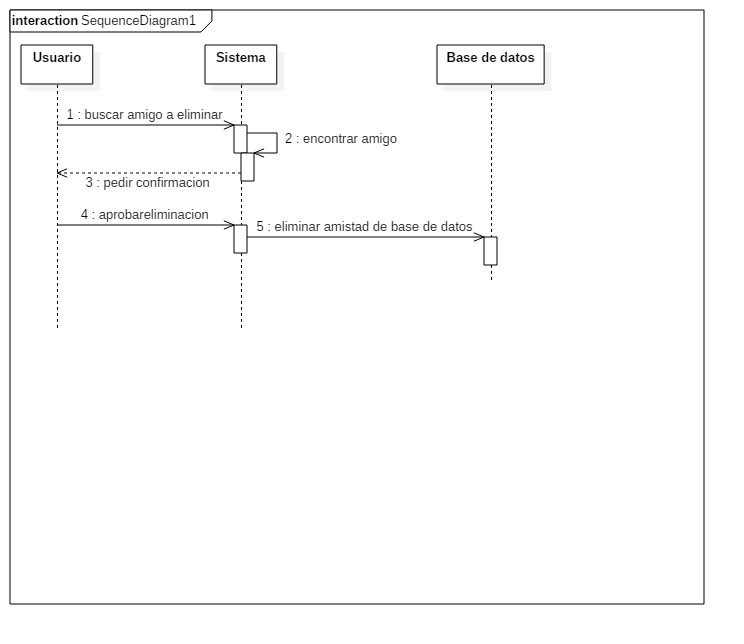 interaction SequenceDiagram1
Usuario
Sistema
Base de datos
1 : buscar amigo a eliminar
2 : encontrar amigo
3 : pedir confirmacion
4 : aprobareliminacion
5 : eliminar amistad de base de datos